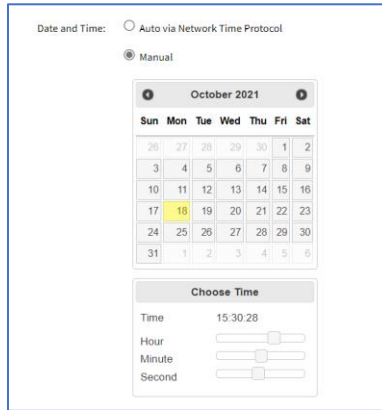 Date and Time: Auto via Network Time Protocol
Manual
October 2021
Sun Mon Tue Wed Thu Fri Sat
26 27 28 29 30 1 2
3 4 5 6 7 8 9
10 11 12 13 14 15 16
17 18 19 20 21 22 23
24 25 26 27 28 29 30
31 1 2 3 4 5 6
Choose Time
Time 15:30:28
Hour
Minute
Second